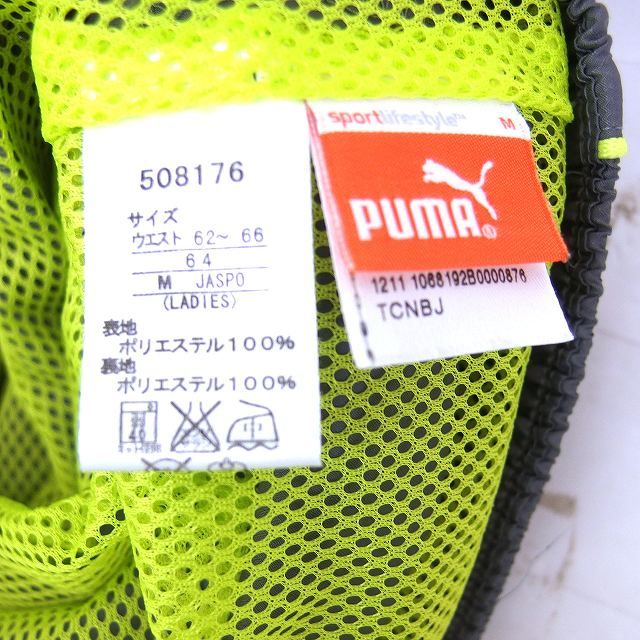 508176
サイズ
ウエスト 62～ 66
64
M JASPO
(LADIES)
表地
ポリエステル100%
裏地
ポリエステル100%
sportlifestyle™ M
PUMA®
1211 1068192B0000876
TCNBJ